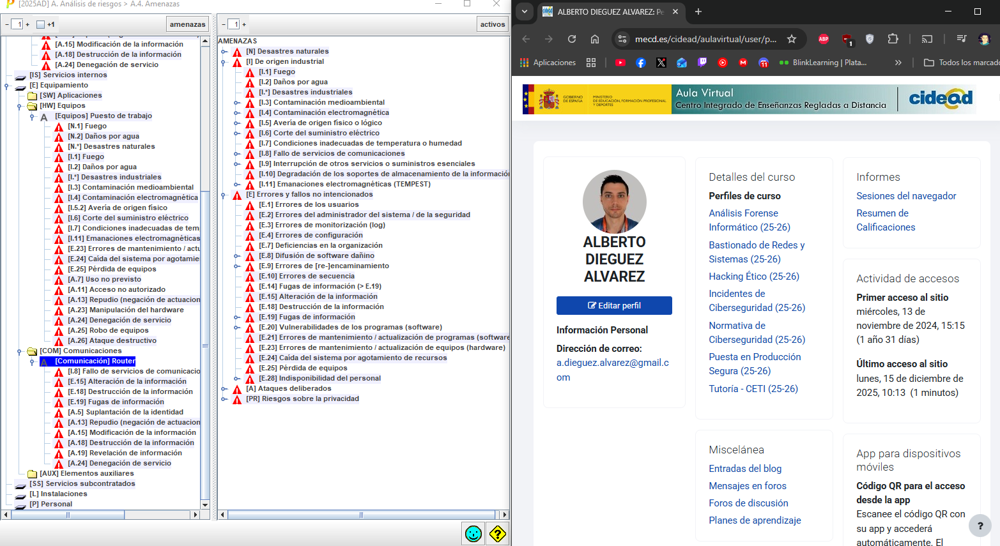 [2025AD] A. Análisis de riesgos > A.4. Amenazas
− 1 + +1 amenazas
[A.15] Modificación de la información
[A.18] Destrucción de la información
[A.24] Denegación de servicio
[IS] Servicios internos
[E] Equipamiento
[SW] Aplicaciones
[HW] Equipos
[Equipos] Puesto de trabajo
[N.1] Fuego
[N.2] Daños por agua
[N.*] Desastres naturales
[I.1] Fuego
[I.2] Daños por agua
[I.*] Desastres industriales
[I.3] Contaminación medioambiental
[I.4] Contaminación electromagnética
[I.5.2] Avería de origen físico
[I.6] Corte del suministro eléctrico
[I.7] Condiciones inadecuadas de tem
[I.11] Emanaciones electromagnéticas
[E.23] Errores de mantenimiento / actu
[E.24] Caída del sistema por agotamie
[E.25] Pérdida de equipos
[A.7] Uso no previsto
[A.11] Acceso no autorizado
[A.13] Repudio (negación de actuacion
[A.23] Manipulación del hardware
[A.24] Denegación de servicio
[A.25] Robo de equipos
[A.26] Ataque destructivo
[COM] Comunicaciones
[Comunicación] Router
[I.8] Fallo de servicios de comunicacio
[E.15] Alteración de la información
[E.18] Destrucción de la información
[E.19] Fugas de información
[A.5] Suplantación de la identidad
[A.13] Repudio (negación de actuacion
[A.15] Modificación de la información
[A.18] Destrucción de la información
[A.19] Revelación de información
[A.24] Denegación de servicio
[AUX] Elementos auxiliares
[SS] Servicios subcontratados
[L] Instalaciones
[P] Personal
− 1 + activos
AMENAZAS
[N] Desastres naturales
[I] De origen industrial
[I.1] Fuego
[I.2] Daños por agua
[I.*] Desastres industriales
[I.3] Contaminación medioambiental
[I.4] Contaminación electromagnética
[I.5] Avería de origen físico o lógico
[I.6] Corte del suministro eléctrico
[I.7] Condiciones inadecuadas de temperatura o humedad
[I.8] Fallo de servicios de comunicaciones
[I.9] Interrupción de otros servicios o suministros esenciales
[I.10] Degradación de los soportes de almacenamiento de la informació
[I.11] Emanaciones electromagnéticas (TEMPEST)
[E] Errores y fallos no intencionados
[E.1] Errores de los usuarios
[E.2] Errores del administrador del sistema / de la seguridad
[E.3] Errores de monitorización (log)
[E.4] Errores de configuración
[E.7] Deficiencias en la organización
[E.8] Difusión de software dañino
[E.9] Errores de [re-]encaminamiento
[E.10] Errores de secuencia
[E.14] Fugas de información (> E.19)
[E.15] Alteración de la información
[E.18] Destrucción de la información
[E.19] Fugas de información
[E.20] Vulnerabilidades de los programas (software)
[E.21] Errores de mantenimiento / actualización de programas (software
[E.23] Errores de mantenimiento / actualización de equipos (hardware)
[E.24] Caída del sistema por agotamiento de recursos
[E.25] Pérdida de equipos
[E.28] Indisponibilidad del personal
[A] Ataques deliberados
[PR] Riesgos sobre la privacidad
ALBERTO DIEGUEZ ALVAREZ: Pe
mecd.es/cidead/aulavirtual/user/p...
ABP
1
Aplicaciones
11
BlinkLearning | Plata...
Todos los marcado
GOBIERNO
DE ESPAÑA
MINISTERIO
DE EDUCACIÓN, FORMACIÓN PROFESIONAL
Y DEPORTES
Aula Virtual
Centro Integrado de Enseñanzas Regladas a Distancia
cidead
ALBERTO
DIEGUEZ
ALVAREZ
Editar perfil
Información Personal
Dirección de correo:
a.dieguez.alvarez@gmail.c
om
Detalles del curso
Perfiles de curso
Análisis Forense
Informático (25-26)
Bastionado de Redes y
Sistemas (25-26)
Hacking Ético (25-26)
Incidentes de
Ciberseguridad (25-26)
Normativa de
Ciberseguridad (25-26)
Puesta en Producción
Segura (25-26)
Tutoría - CETI (25-26)
Miscelánea
Entradas del blog
Mensajes en foros
Foros de discusión
Planes de aprendizaje
Informes
Sesiones del navegador
Resumen de
Calificaciones
Actividad de accesos
Primer acceso al sitio
miércoles, 13 de
noviembre de 2024, 15:15
(1 año 31 días)
Último acceso al sitio
lunes, 15 de diciembre de
2025, 10:13 (1 minutos)
App para dispositivos
móviles
Código QR para el acceso
desde la app
Escanee el código QR con
su app y accederá
automáticamente. El
?